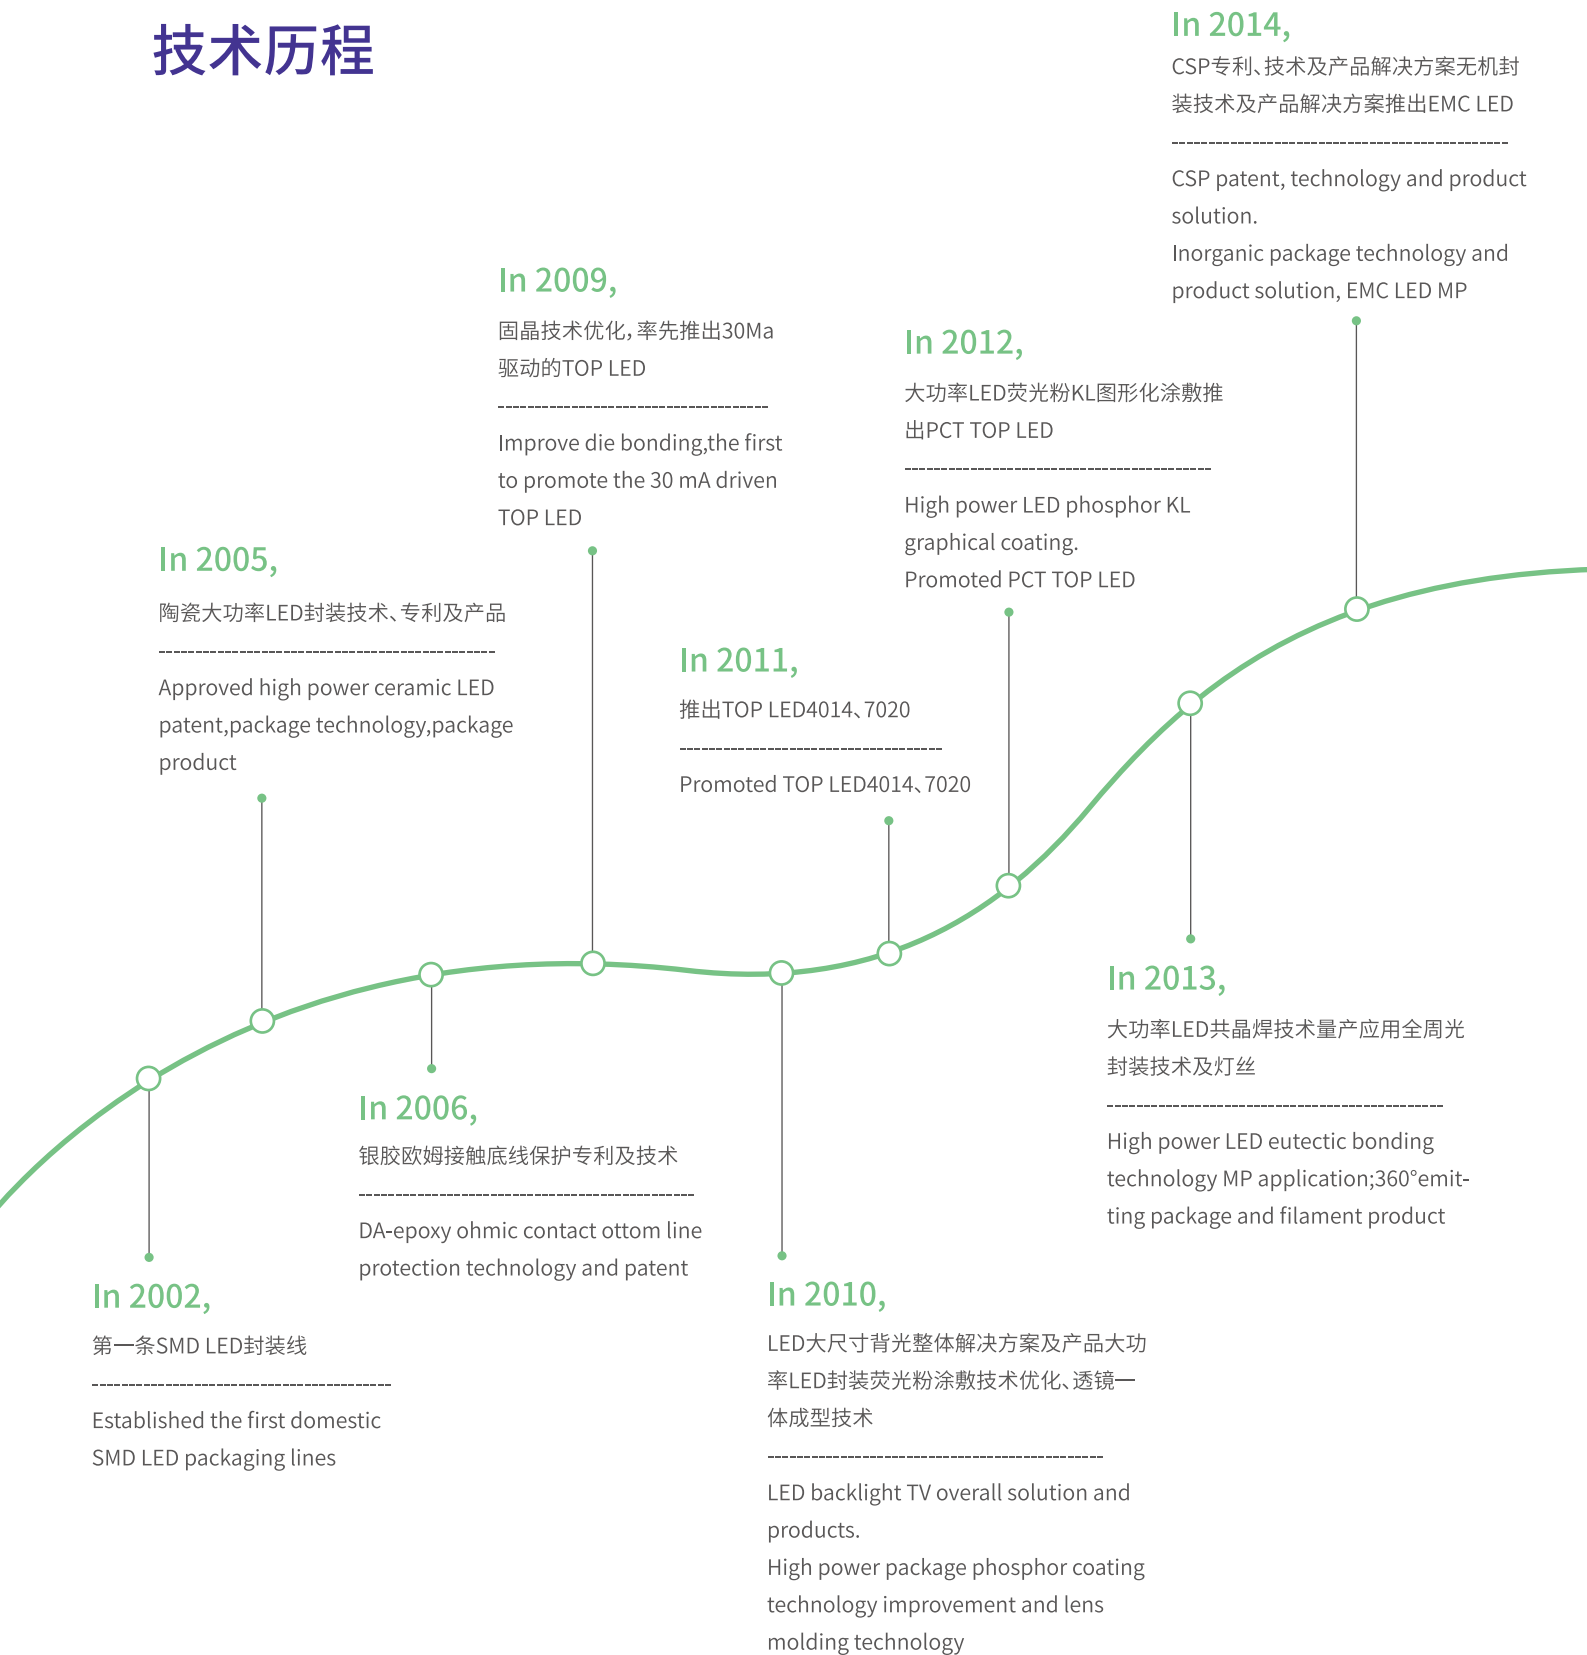 技术历程
In 2014,
CSP专利、技术及产品解决方案无机封
装技术及产品解决方案推出EMC LED
CSP patent, technology and product
solution.
Inorganic package technology and
product solution, EMC LED MP
In 2009,
固晶技术优化，率先推出30Ma
驱动的TOP LED
Improve die bonding,the first
to promote the 30 mA driven
TOP LED
In 2012,
大功率LED荧光粉KL图形化涂敷推
出PCT TOP LED
High power LED phosphor KL
graphical coating.
Promoted PCT TOP LED
In 2005,
陶瓷大功率LED封装技术、专利及产品
Approved high power ceramic LED
patent,package technology,package
product
In 2011,
推出TOP LED4014、7020
Promoted TOP LED4014、7020
In 2013,
大功率LED共晶焊技术量产应用全周光
封装技术及灯丝
High power LED eutectic bonding
technology MP application;360°emit-
ting package and filament product
In 2006,
银胶欧姆接触底线保护专利及技术
DA-epoxy ohmic contact ottom line
protection technology and patent
In 2002,
第一条SMD LED封装线
Established the first domestic
SMD LED packaging lines
In 2010,
LED大尺寸背光整体解决方案及产品大功
率LED封装荧光粉涂敷技术优化、透镜一
体成型技术
LED backlight TV overall solution and
products.
High power package phosphor coating
technology improvement and lens
molding technology